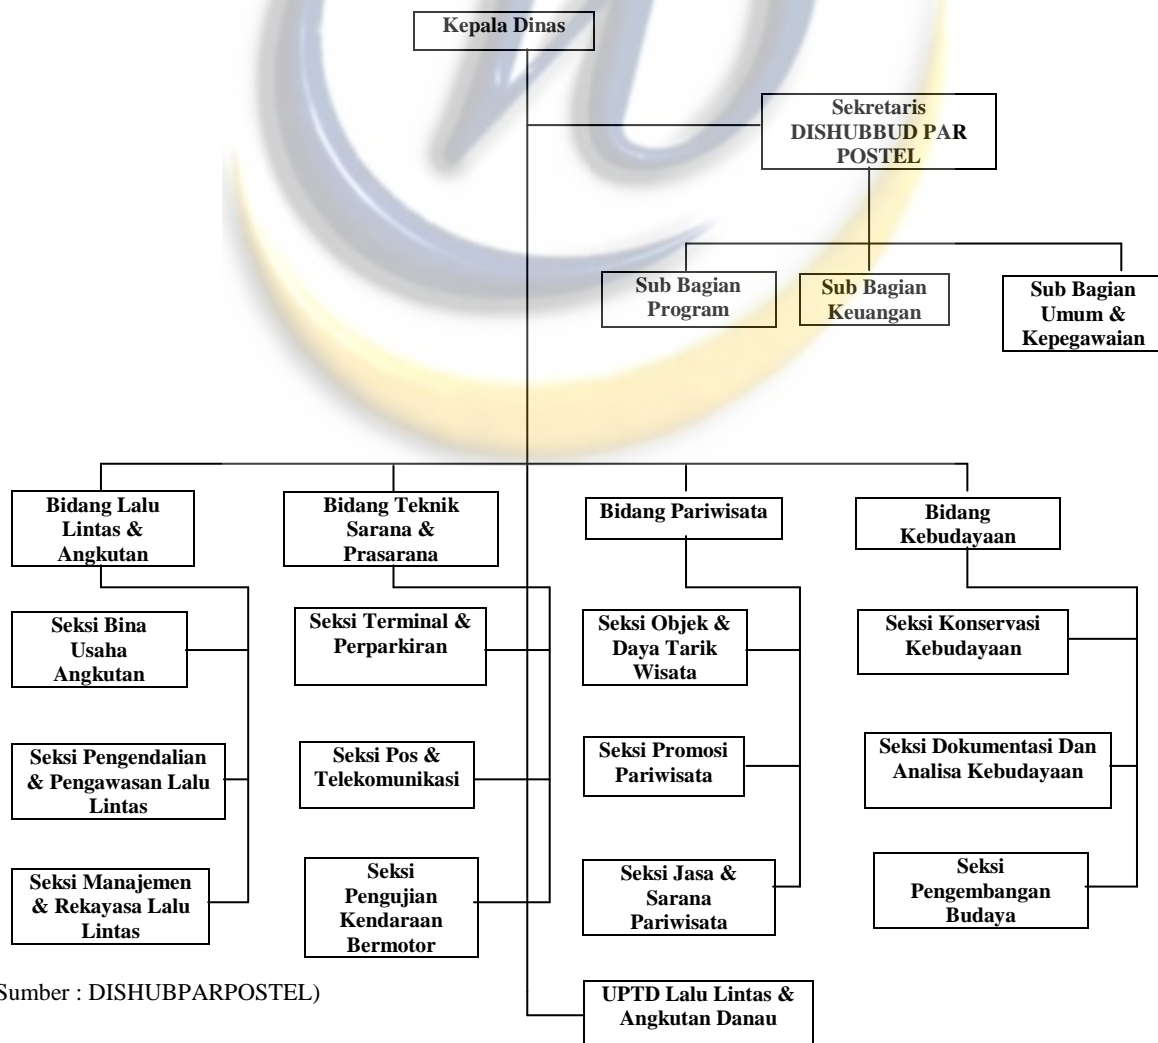 Kepala Dinas
Sekretaris
DISHUBBUD PAR
POSTEL
Sub Bagian
Program
Sub Bagian
Keuangan
Sub Bagian
Umum &
Kepegawaian
Bidang Lalu
Lintas &
Angkutan
Bidang Teknik
Sarana &
Prasarana
Bidang Pariwisata
Bidang
Kebudayaan
Seksi Bina
Usaha
Angkutan
Seksi Terminal &
Perparkiran
Seksi Objek &
Daya Tarik
Wisata
Seksi Konservasi
Kebudayaan
Seksi Pengendalian
& Pengawasan Lalu
Lintas
Seksi Pos &
Telekomunikasi
Seksi Promosi
Pariwisata
Seksi Dokumentasi Dan
Analisa Kebudayaan
Seksi Manajemen
& Rekayasa Lalu
Lintas
Seksi
Pengujian
Kendaraan
Bermotor
Seksi Jasa &
Sarana
Pariwisata
Seksi
Pengembangan
Budaya
Sumber : DISHUBPARPOSTEL)
UPTD Lalu Lintas &
Angkutan Danau